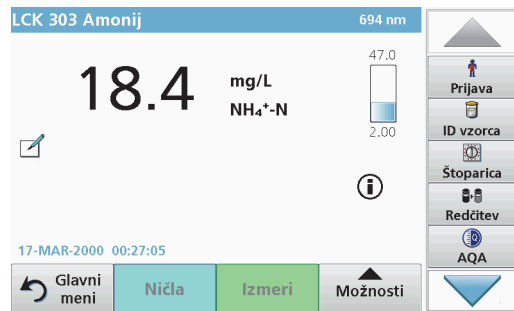 LCK 303 Amonij
694 nm
18.4
mg/L
NH₄⁺-N
47.0
2.00
17-MAR-2000 00:27:05
Glavni
meni
Ničla
Izmeri
Možnosti
Prijava
ID vzorca
Štoparica
Redčitev
AQA